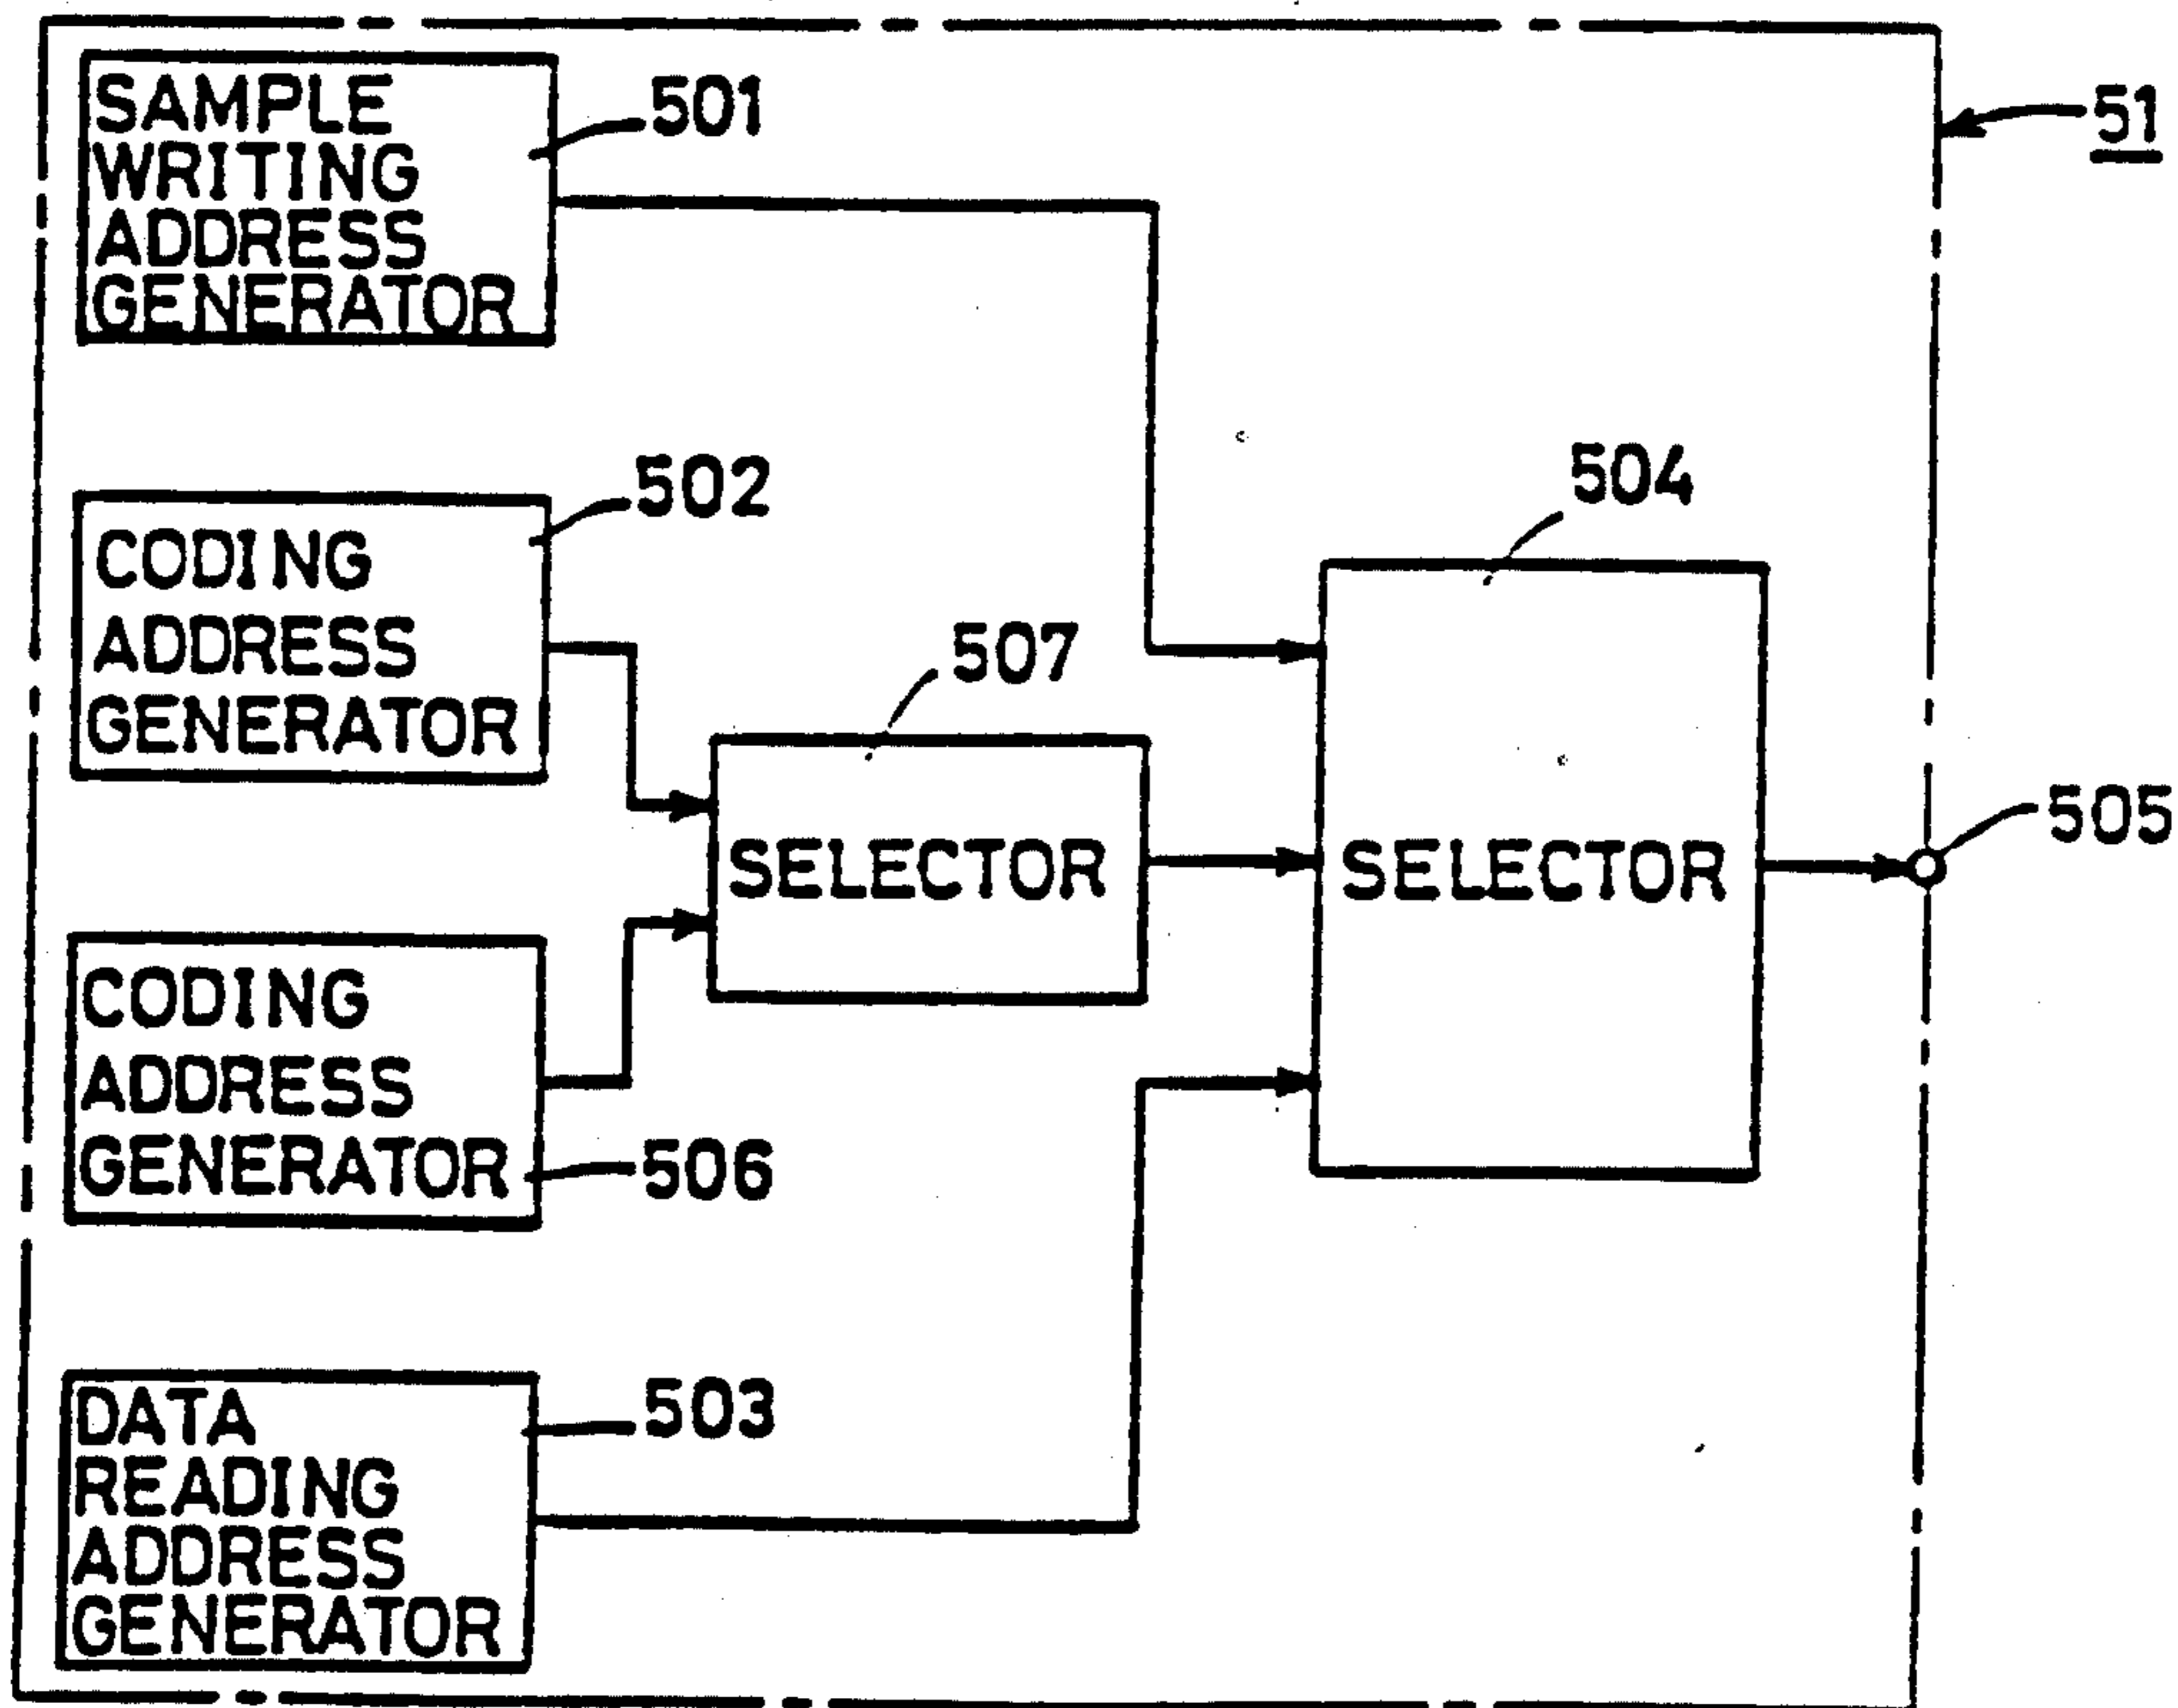 SAMPLE
WRITING
ADDRESS
GENERATOR
501
51
CODING
ADDRESS
GENERATOR
502
504
507
SELECTOR
SELECTOR
505
CODING
ADDRESS
GENERATOR
506
DATA
READING
ADDRESS
GENERATOR
503